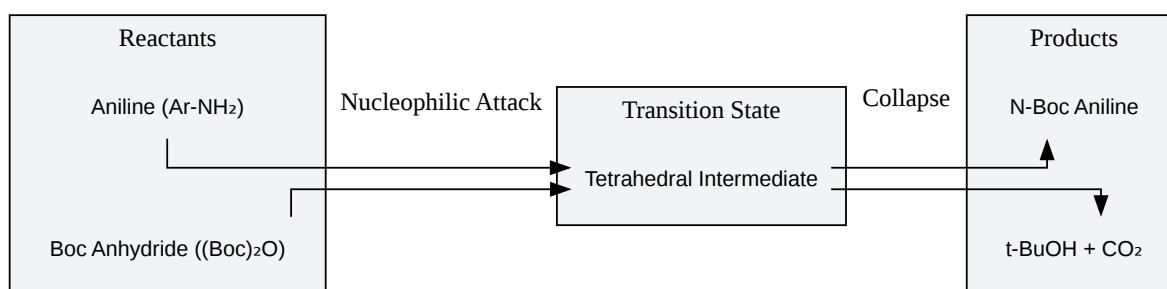 Reactants
Aniline (Ar-NH₂)
Boc Anhydride ((Boc)₂O)
Nucleophilic Attack
Transition State
Tetrahedral Intermediate
Collapse
Products
N-Boc Aniline
t-BuOH + CO₂